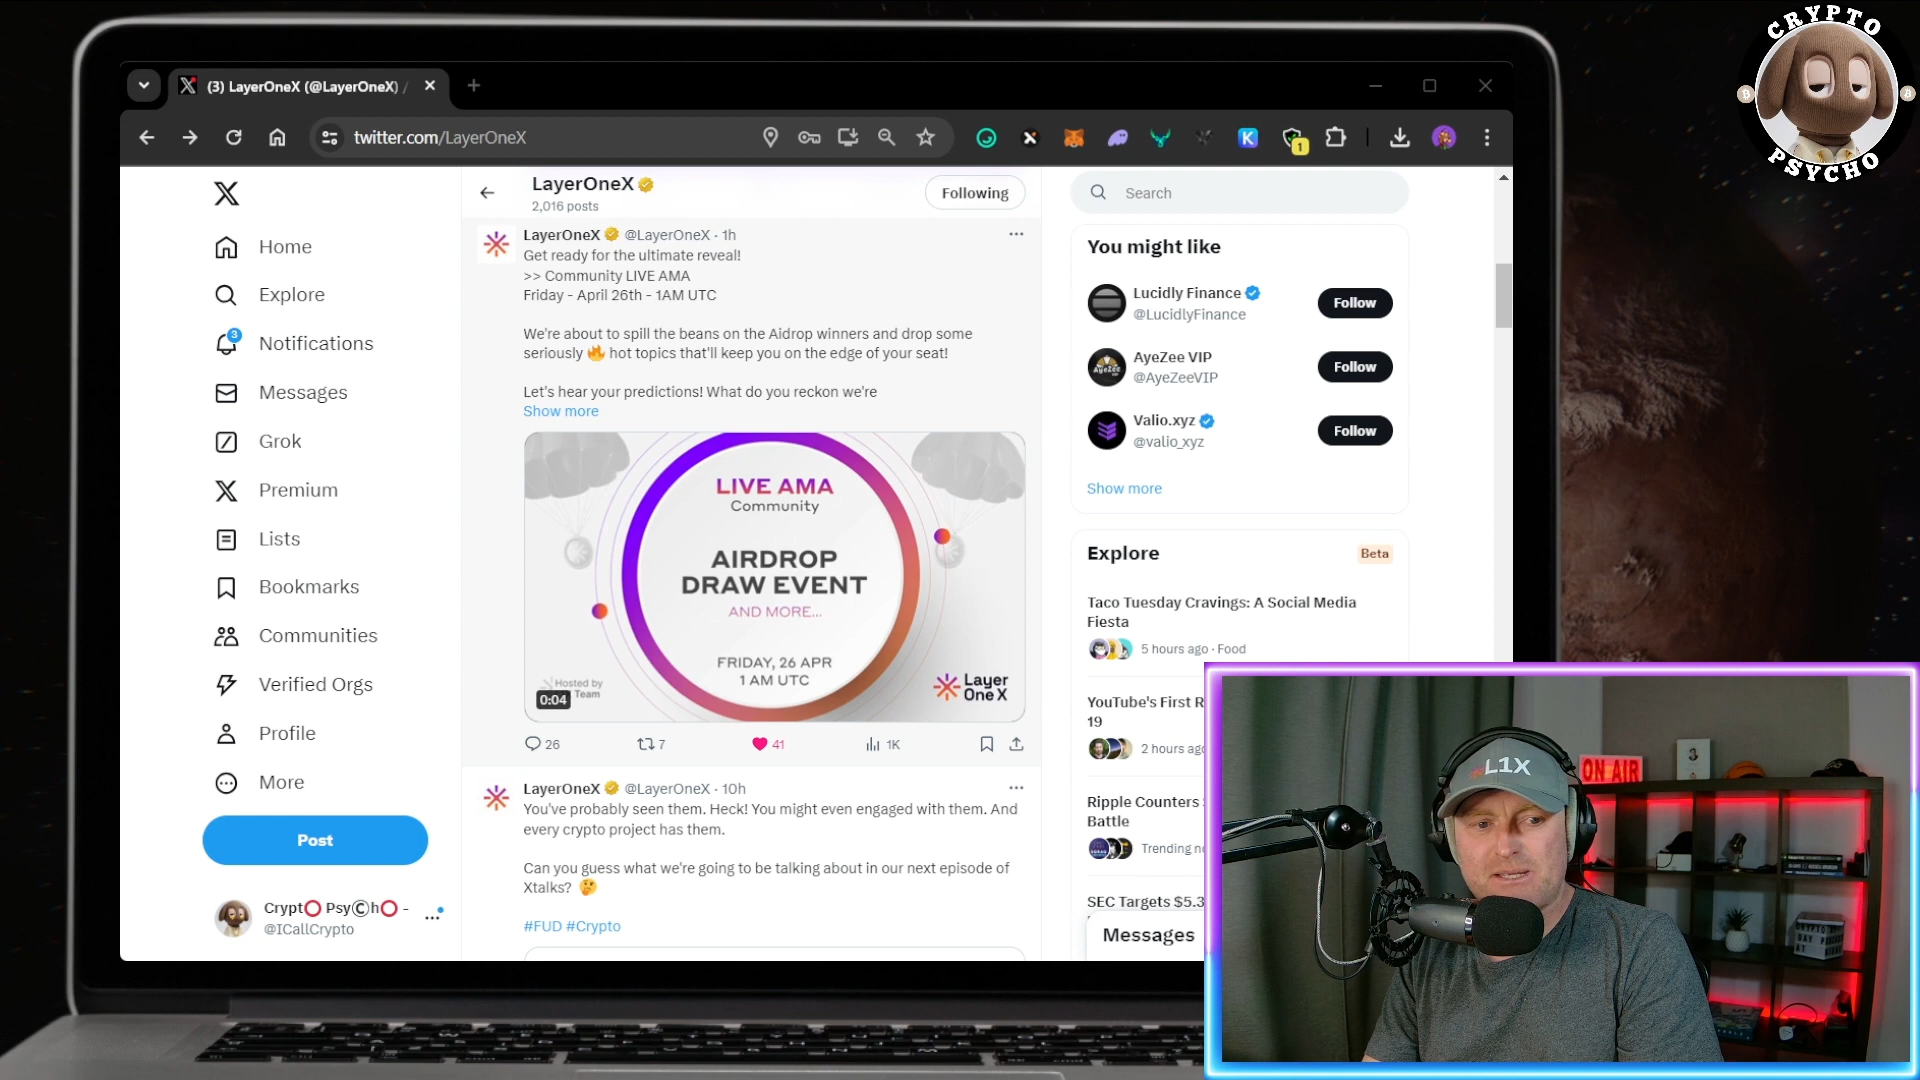 CRYPTO
PSYCHO
(3) LayerOneX (@LayerOneX) /
twitter.com/LayerOneX
1
LayerOneX
2,016 posts
Following
Search
Home
Explore
3
Notifications
Messages
Grok
Premium
Lists
Bookmarks
Communities
Verified Orgs
Profile
More
Post
Crypt⭕ PsyⒸh⭕ -
@ICallCrypto
LayerOneX @LayerOneX · 1h
Get ready for the ultimate reveal!
>> Community LIVE AMA
Friday - April 26th - 1AM UTC
We're about to spill the beans on the Aidrop winners and drop some
seriously 🔥 hot topics that'll keep you on the edge of your seat!
Let's hear your predictions! What do you reckon we're
Show more
LIVE AMA
Community
AIRDROP
DRAW EVENT
AND MORE...
FRIDAY, 26 APR
1 AM UTC
Hosted by
Team
0:04
Layer
One X
26
7
41
1K
LayerOneX @LayerOneX · 10h
You've probably seen them. Heck! You might even engaged with them. And
every crypto project has them.
Can you guess what we're going to be talking about in our next episode of
Xtalks? 🤔
#FUD #Crypto
You might like
Lucidly Finance
@LucidlyFinance
Follow
AyeZee VIP
@AyeZeeVIP
Follow
Valio.xyz
@valio_xyz
Follow
Show more
Explore
Beta
Taco Tuesday Cravings: A Social Media
Fiesta
5 hours ago · Food
YouTube's First R
19
2 hours ago
Ripple Counters
Battle
Trending no
SEC Targets $5.3
Messages
L1X
ON AIR
CRYPTO
DAY PL
AT